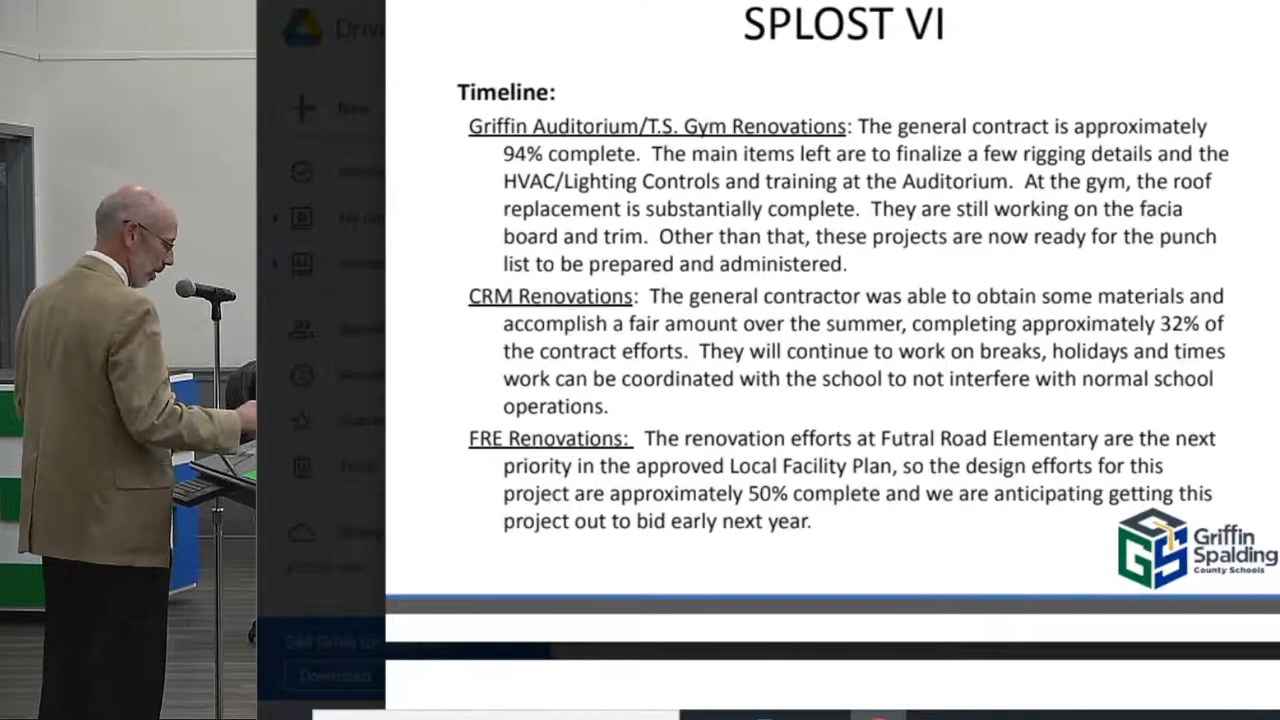 SPLOST VI
Timeline:
Griffin Auditorium/T.S. Gym Renovations: The general contract is approximately
94% complete. The main items left are to finalize a few rigging details and the
HVAC/Lighting Controls and training at the Auditorium. At the gym, the roof
replacement is substantially complete. They are still working on the facia
board and trim. Other than that, these projects are now ready for the punch
list to be prepared and administered.
CRM Renovations: The general contractor was able to obtain some materials and
accomplish a fair amount over the summer, completing approximately 32% of
the contract efforts. They will continue to work on breaks, holidays and times
work can be coordinated with the school to not interfere with normal school
operations.
FRE Renovations: The renovation efforts at Futral Road Elementary are the next
priority in the approved Local Facility Plan, so the design efforts for this
project are approximately 50% complete and we are anticipating getting this
project out to bid early next year.
Griffin
Spalding
County Schools
New
Download